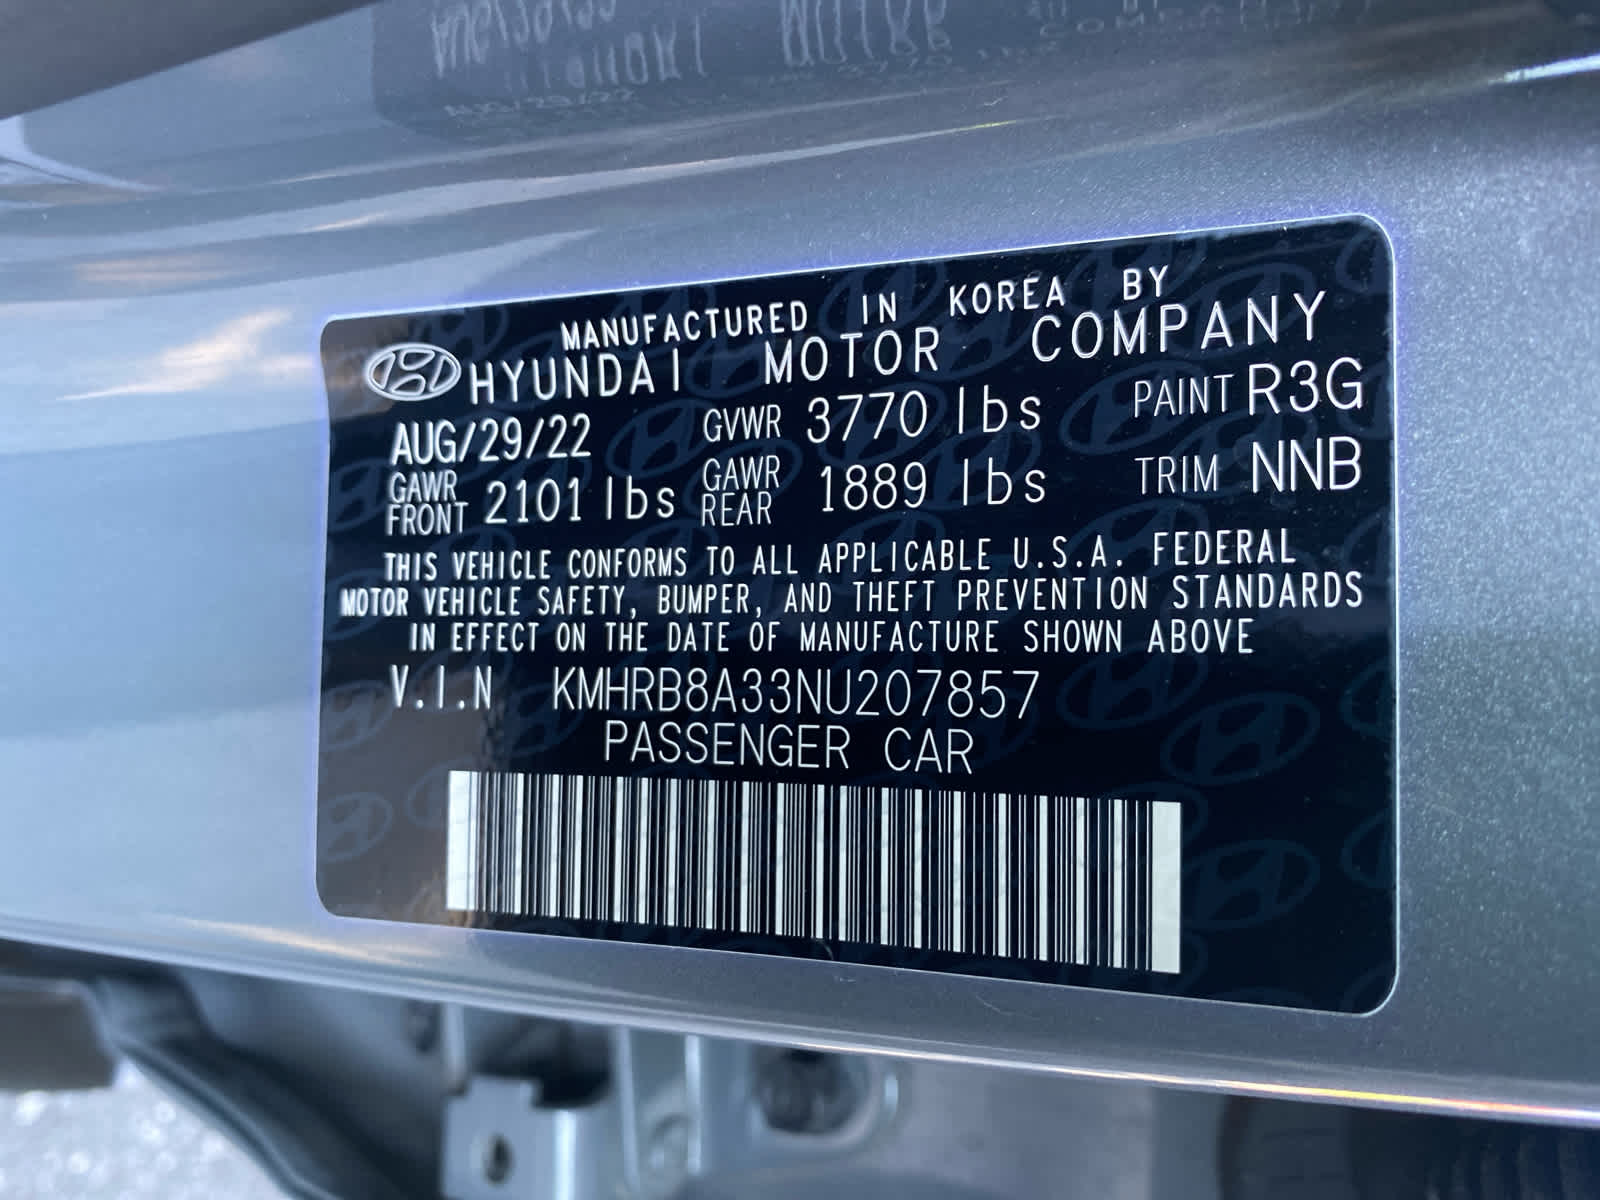 MANUFACTURED IN KOREA BY
HYUNDAI MOTOR COMPANY
AUG/29/22 GVWR 3770 lbs PAINT R3G
GAWR FRONT 2101 lbs GAWR REAR 1889 lbs TRIM NNB
THIS VEHICLE CONFORMS TO ALL APPLICABLE U.S.A. FEDERAL
MOTOR VEHICLE SAFETY, BUMPER, AND THEFT PREVENTION STANDARDS
IN EFFECT ON THE DATE OF MANUFACTURE SHOWN ABOVE
V.I.N KMHRB8A33NU207857
PASSENGER CAR